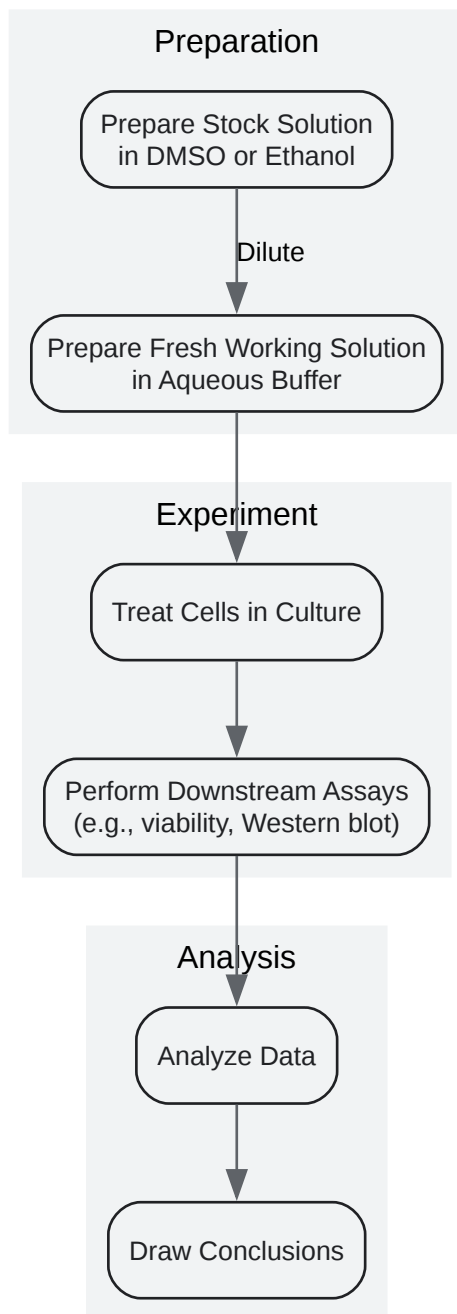 Preparation
Prepare Stock Solution
in DMSO or Ethanol
Dilute
Prepare Fresh Working Solution
in Aqueous Buffer
Experiment
Treat Cells in Culture
Perform Downstream Assays
(e.g., viability, Western blot)
Analysis
Analyze Data
Draw Conclusions